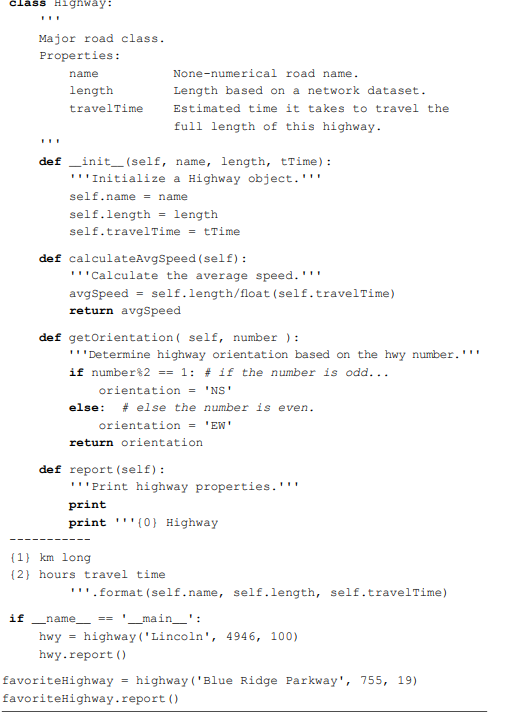 class Highway:
    '''
    Major road class.
    Properties:
        name          None-numerical road name.
        length        Length based on a network dataset.
        travelTime    Estimated time it takes to travel the
                      full length of this highway.
    '''
    def __init__(self, name, length, tTime):
        '''Initialize a Highway object.'''
        self.name = name
        self.length = length
        self.travelTime = tTime
    def calculateAvgSpeed(self):
        '''Calculate the average speed.'''
        avgSpeed = self.length/float(self.travelTime)
        return avgSpeed
    def getOrientation( self, number ):
        '''Determine highway orientation based on the hwy number.'''
        if number%2 == 1: # if the number is odd...
            orientation = 'NS'
        else:  # else the number is even.
            orientation = 'EW'
        return orientation
    def report(self):
        '''Print highway properties.'''
        print
        print '''{0} Highway
-----------
{1} km long
{2} hours travel time
        '''.format(self.name, self.length, self.travelTime)
if __name__ == '__main__':
    hwy = highway('Lincoln', 4946, 100)
    hwy.report()
favoriteHighway = highway('Blue Ridge Parkway', 755, 19)
favoriteHighway.report()